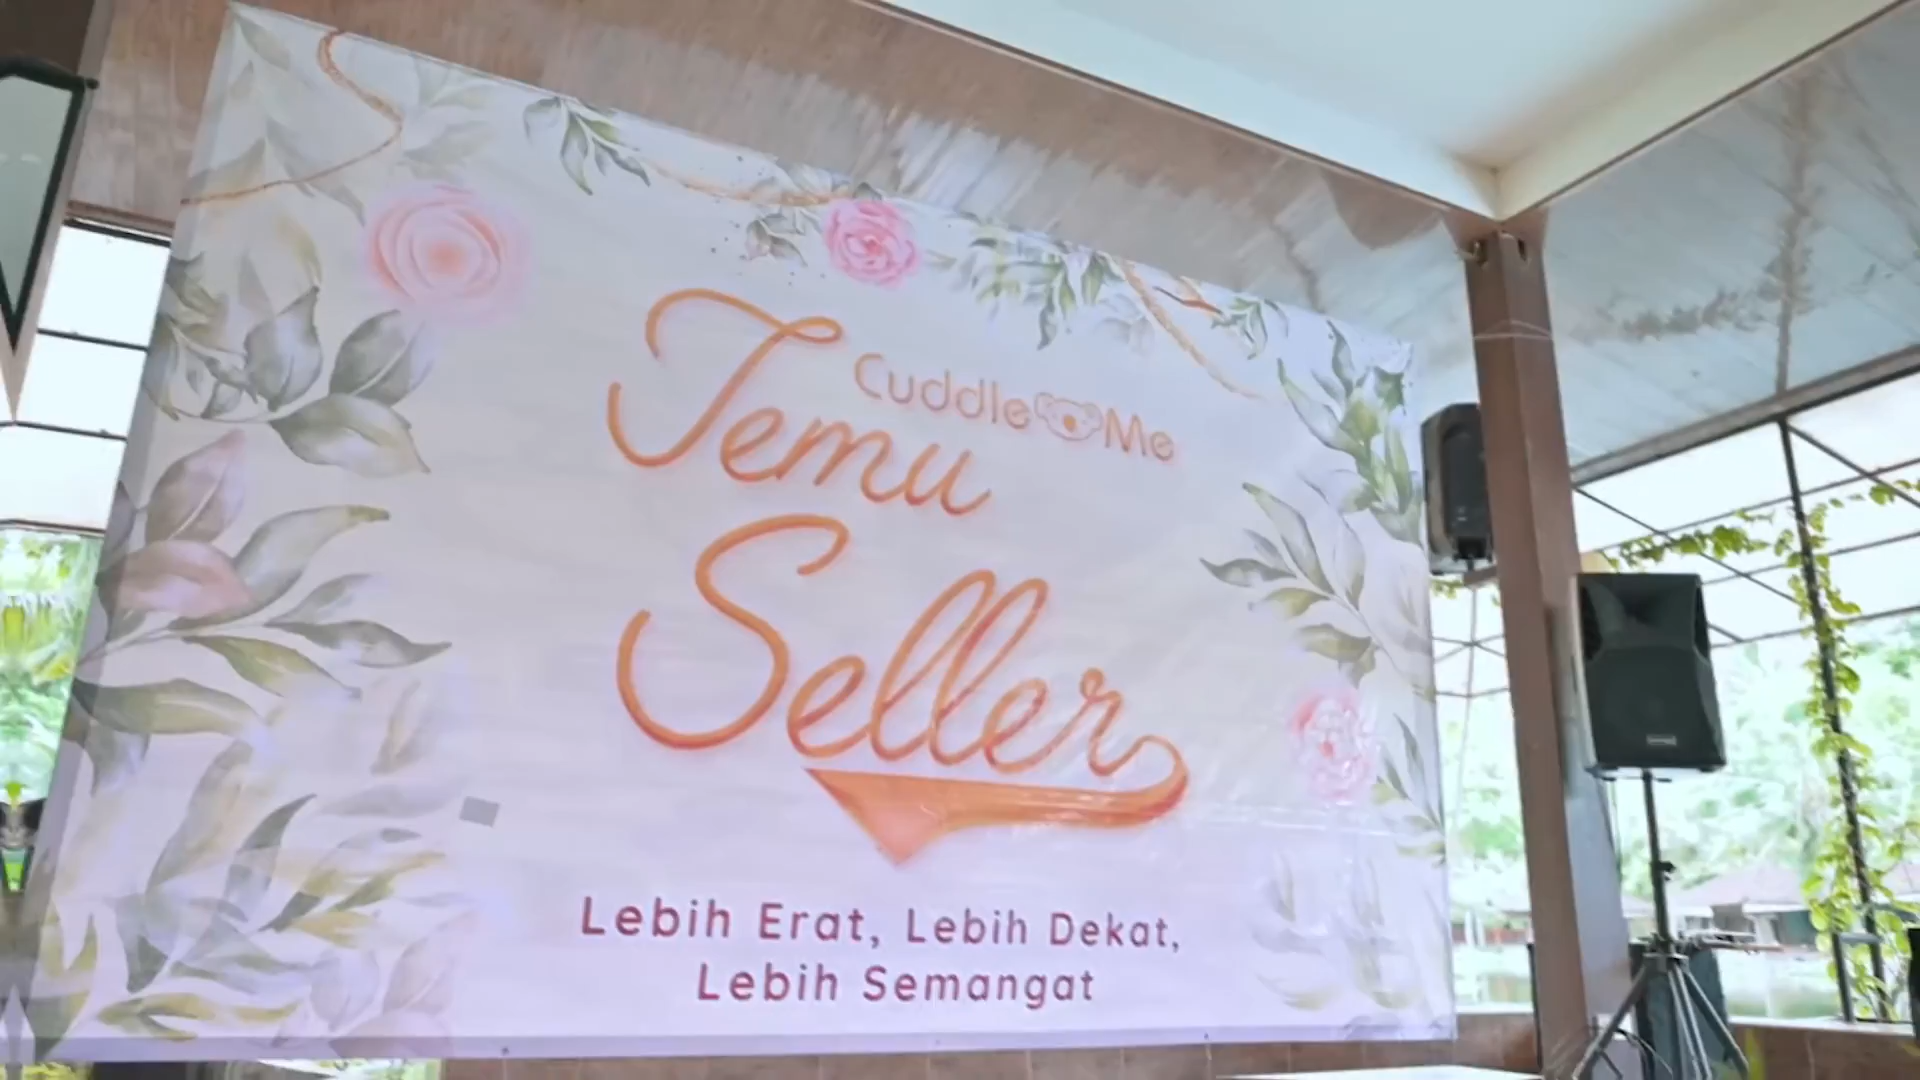 Cuddle Me
Temu
Seller
Lebih Erat, Lebih Dekat,
Lebih Semangat